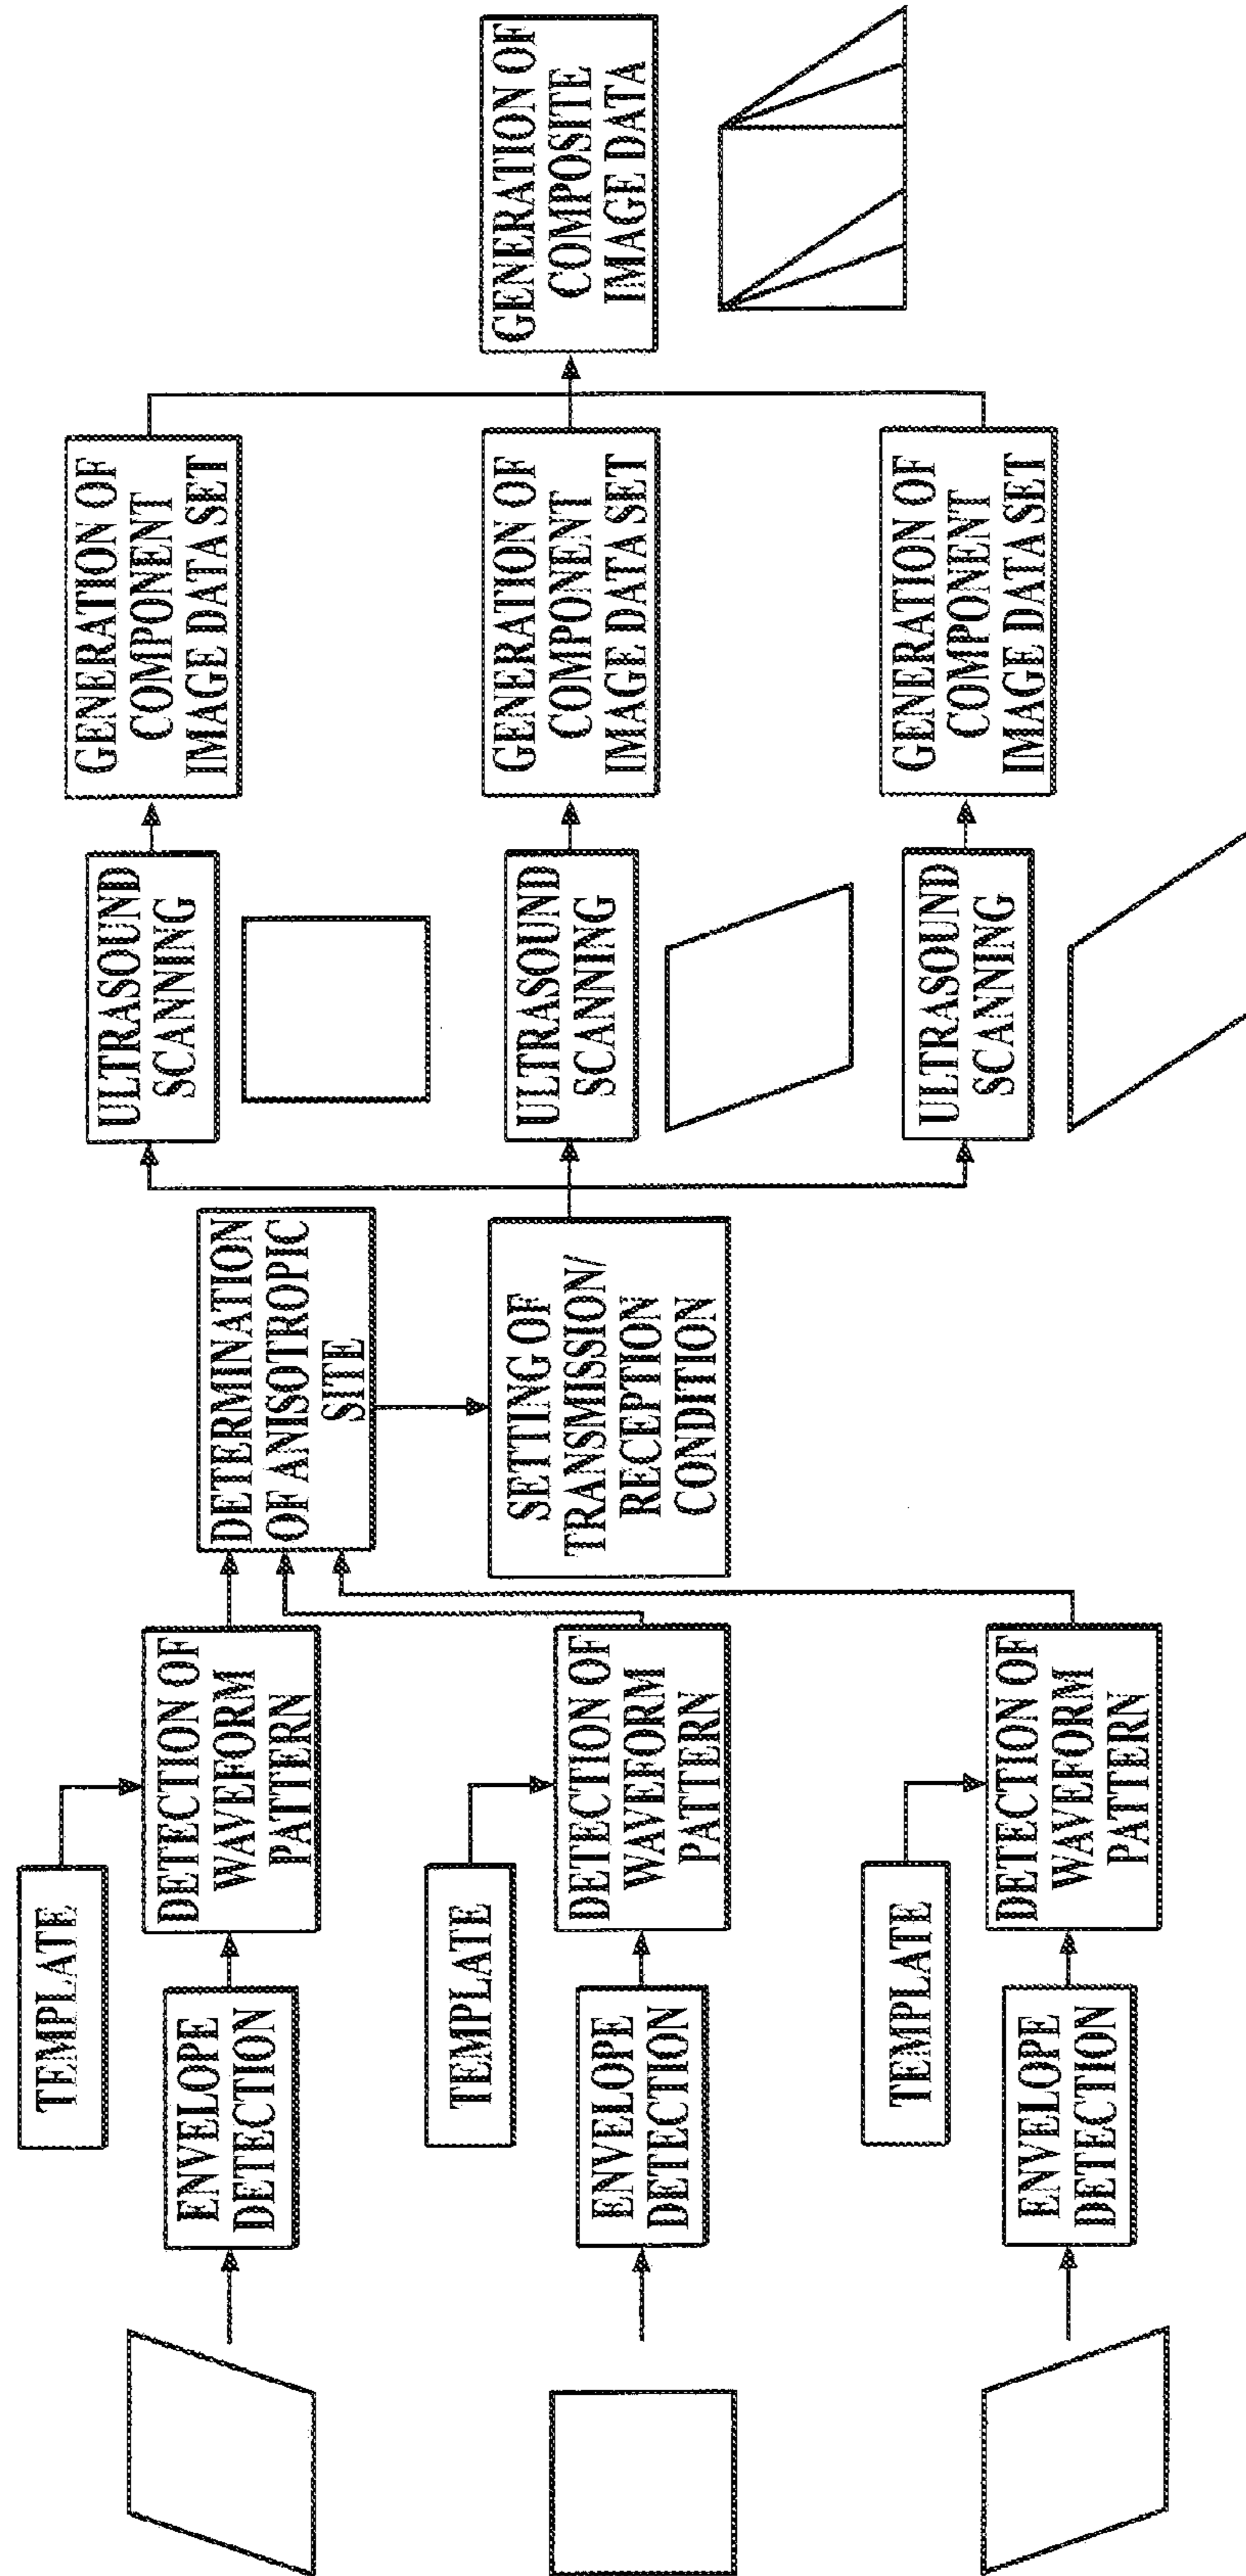 TEMPLATE
ENVELOPE
DETECTION
DETECTION OF
WAVEFORM
PATTERN
TEMPLATE
ENVELOPE
DETECTION
DETECTION OF
WAVEFORM
PATTERN
TEMPLATE
ENVELOPE
DETECTION
DETECTION OF
WAVEFORM
PATTERN
DETERMINATION
OF ANISOTROPIC
SITE
SETTING OF
TRANSMISSION/
RECEPTION
CONDITION
ULTRASOUND
SCANNING
ULTRASOUND
SCANNING
ULTRASOUND
SCANNING
GENERATION OF
COMPONENT
IMAGE DATA SET
GENERATION OF
COMPONENT
IMAGE DATA SET
GENERATION OF
COMPONENT
IMAGE DATA SET
GENERATION OF
COMPOSITE
IMAGE DATA